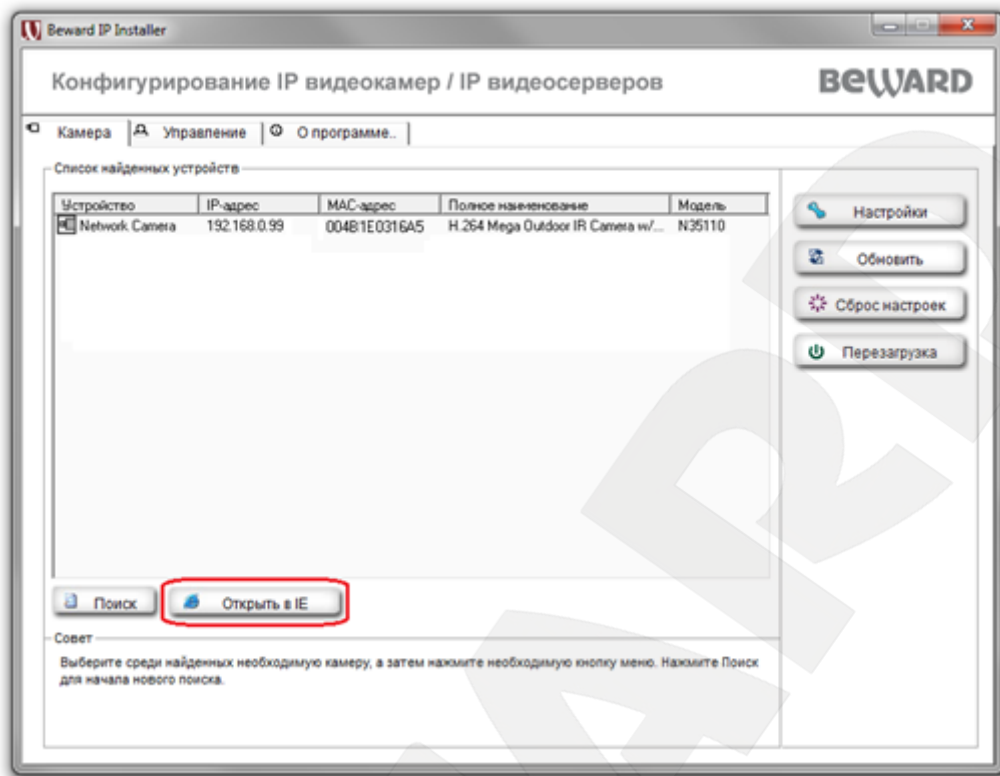 Beward IP Installer
Конфигурирование IP видеокамер / IP видеосерверов
BEWARD
Камера
Управление
О программе..
Список найденных устройств
Устройство IP-адрес MAC-адрес Полное наименование Модель
Network Camera 192.168.0.99 004B1E0316A5 H.264 Mega Outdoor IR Camera w/... N35110
Настройки
Обновить
Сброс настроек
Перезагрузка
Поиск
Открыть в IE
Совет
Выберите среди найденных необходимую камеру, а затем нажмите необходимую кнопку меню. Нажмите Поиск
для начала нового поиска.